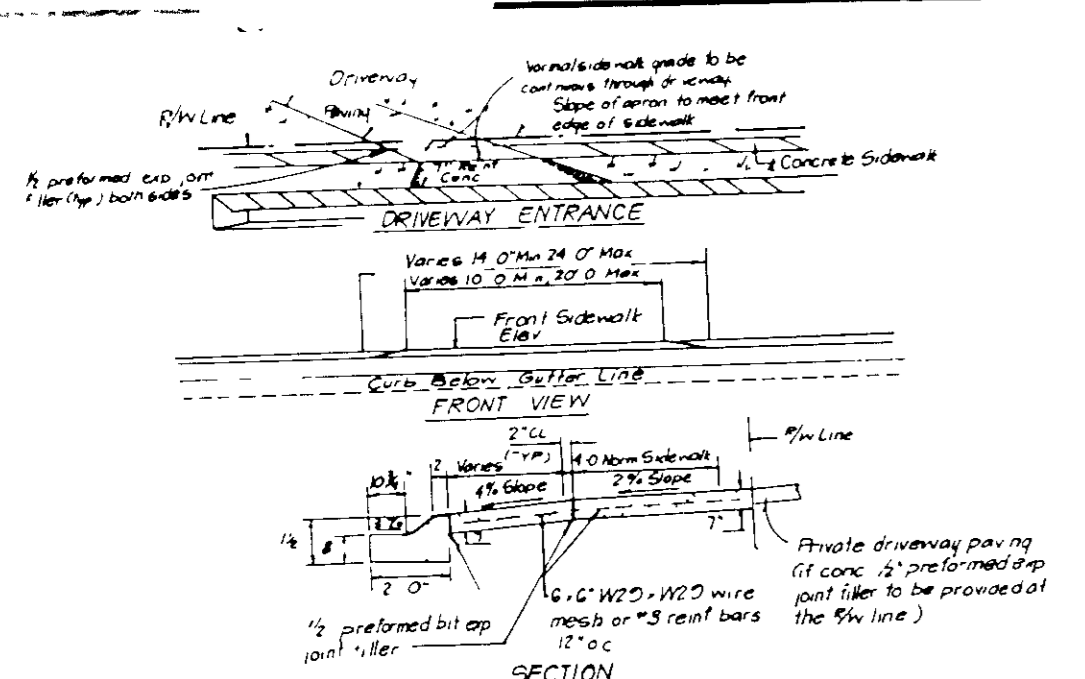 Driveway
Normal sidewalk grade to be
continuous through driveway
Slope of apron to meet front
edge of sidewalk
R/W Line
Paving
Concrete Sidewalk
½ preformed exp
filler (typ) both sides
Conc
DRIVEWAY ENTRANCE
Varies 14 0" Min 24 0" Max
Varies 10 0 Min, 20 0 Max
Front Sidewalk
Elev
Curb Below Gutter Line
FRONT VIEW
R/W Line
2" CL
(TYP)
2
Varies
4 0 Norm Sidewalk
4% Slope
2% Slope
8
7"
2 0"
Private driveway paving
(if conc ½" preformed exp
joint filler to be provided at
the R/W line)
6 x 6" W2 9 x W2 9 wire
mesh or #3 reinf bars
12" o c
½ preformed bit exp
joint filler
SECTION